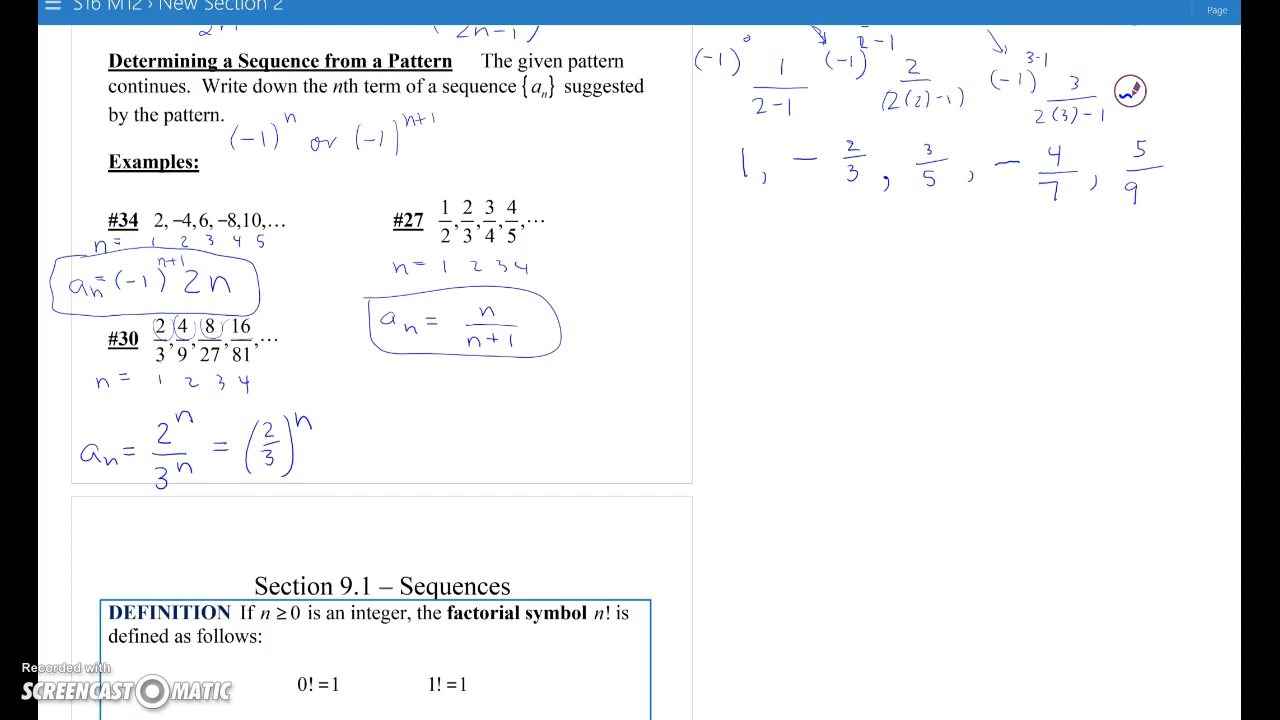 S16 M12 › New Section 2
Page
2n
(2n-1)
Determining a Sequence from a Pattern The given pattern
continues. Write down the nth term of a sequence {aₙ} suggested
by the pattern.
(-1)ⁿ or (-1)ⁿ⁺¹
Examples:
#34 2, −4, 6, −8, 10, …
n = 1 2 3 4 5
aₙ = (-1)ⁿ⁺¹ 2n
#27 1/2, 2/3, 3/4, 4/5, ⋯
n = 1 2 3 4
aₙ = n/(n+1)
#30 2/3, 4/9, 8/27, 16/81, ⋯
n = 1 2 3 4
aₙ = 2ⁿ/3ⁿ = (2/3)ⁿ
(-1)⁰ 1/(2-1) (-1)²⁻¹ 2/(2(2)-1) (-1)³⁻¹ 3/(2(3)-1)
1, - 2/3, 3/5, - 4/7, 5/9
Section 9.1 – Sequences
DEFINITION If n ≥ 0 is an integer, the factorial symbol n! is
defined as follows:
0! = 1 1! = 1
Recorded with
SCREENCAST MATIC